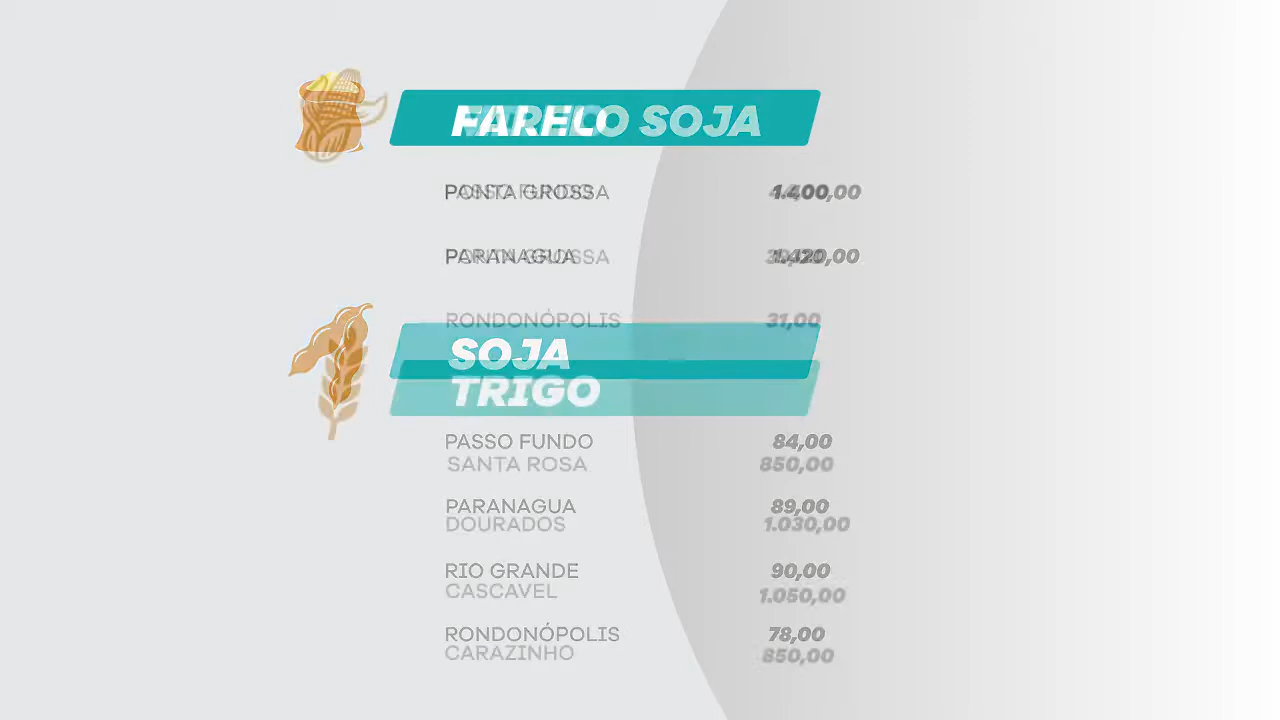 FARELO SOJA
PONTA GROSSA 1.400,00
PARANAGUA 1.420,00
RONDONÓPOLIS 31,00
SOJA
TRIGO
PASSO FUNDO 84,00
SANTA ROSA 850,00
PARANAGUA 89,00
DOURADOS 1.030,00
RIO GRANDE 90,00
CASCAVEL 1.050,00
RONDONÓPOLIS 78,00
CARAZINHO 850,00